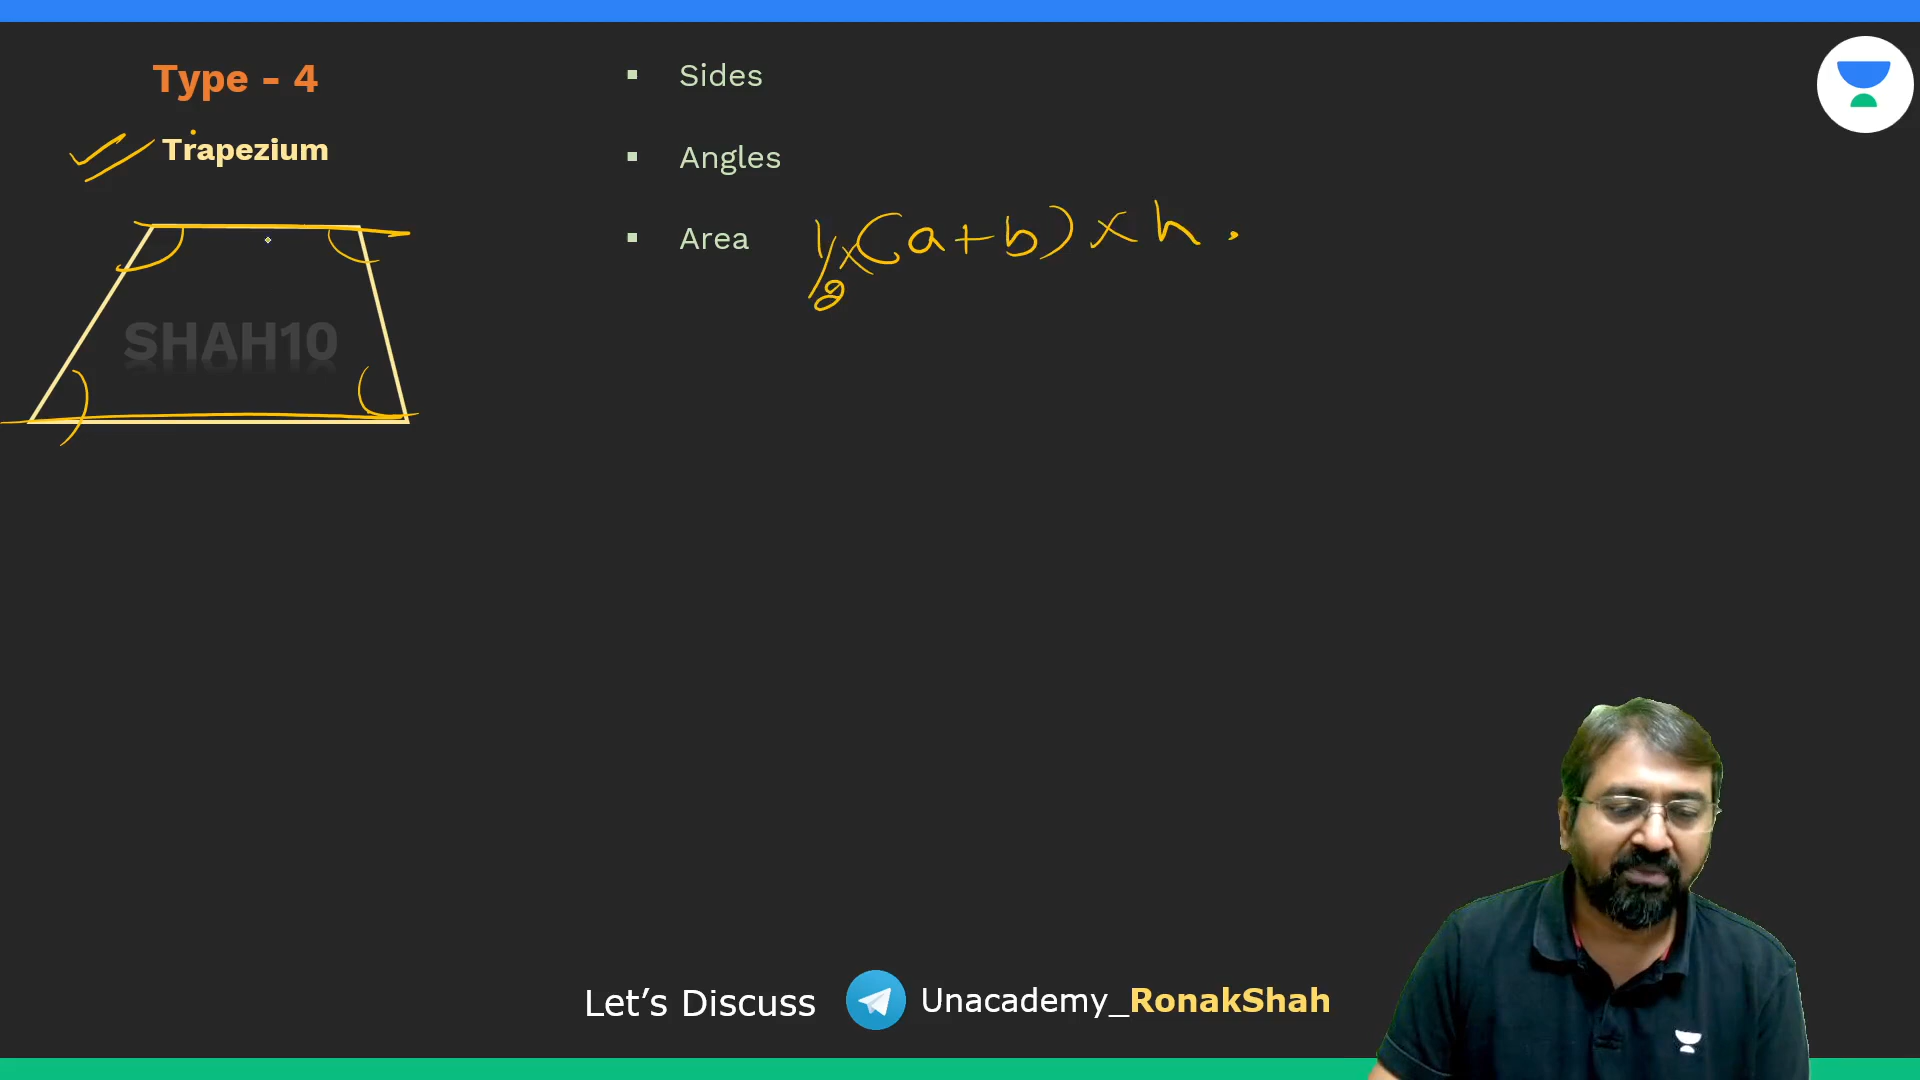 Type - 4
Trapezium
SHAH10
▪ Sides
▪ Angles
▪ Area 1/2 x (a+b) x h .
Let’s Discuss Unacademy_RonakShah